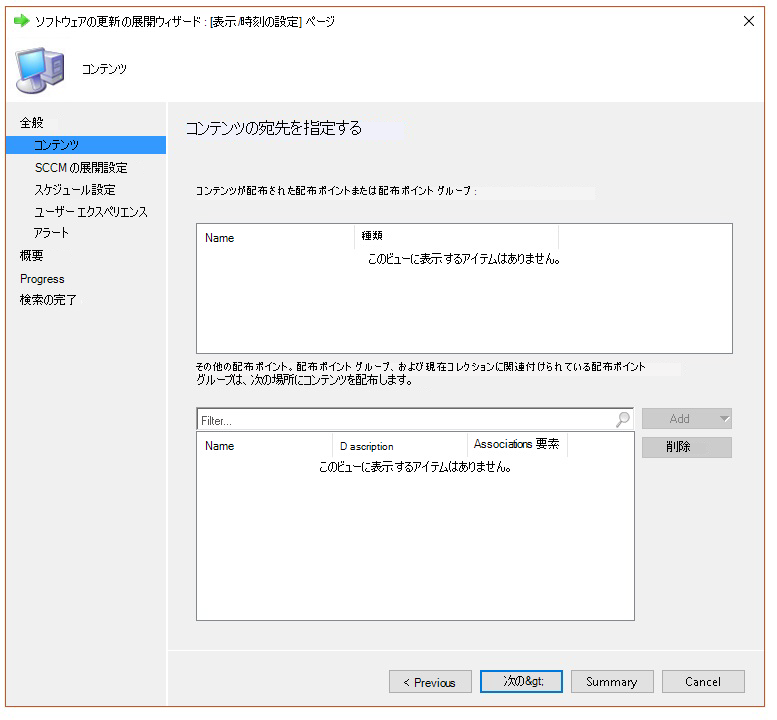 ソフトウェアの更新の展開ウィザード : [表示/時刻の設定] ページ
コンテンツ
全般
コンテンツ
SCCM の展開設定
スケジュール設定
ユーザー エクスペリエンス
アラート
概要
Progress
検索の完了
コンテンツの宛先を指定する
コンテンツが配布された配布ポイントまたは配布ポイント グループ :
Name 種類
このビューに表示するアイテムはありません。
その他の配布ポイント。配布ポイント グループ、および現在コレクションに関連付けられている配布ポイント
グループは、次の場所にコンテンツを配布します。
Filter...
Add
Name D ascription Associations 要素
削除
このビューに表示するアイテムはありません。
< Previous 次の&gt; Summary Cancel